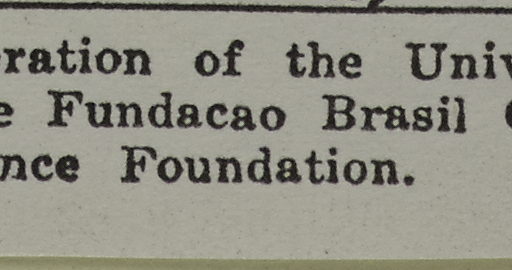 ration of the Univ
e Fundacao Brasil
nce Foundation.